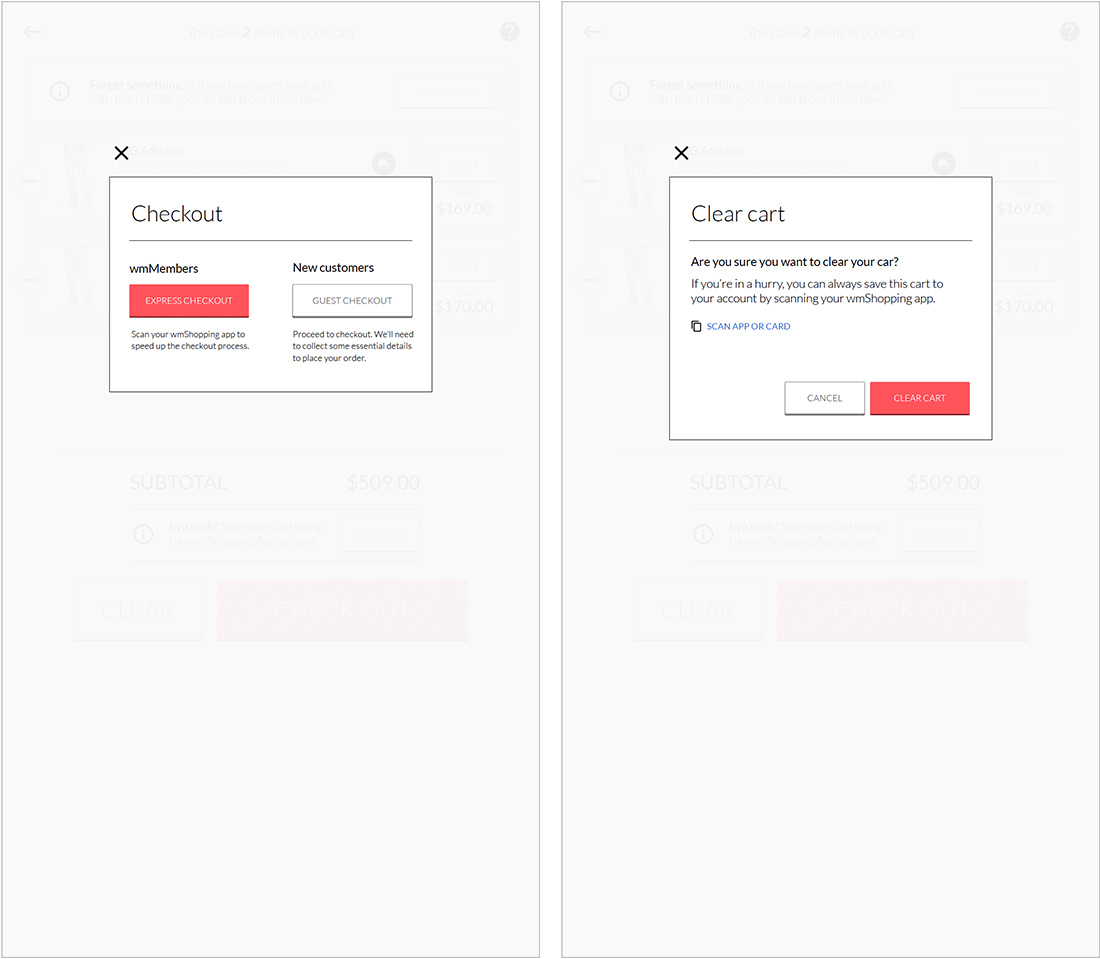 You have 2 items in your cart
Forget something...? If you have saved wmCarts
with this retailer, you can add those items now.
G Adriano
$169.00
Checkout
wmMembers
New customers
EXPRESS CHECKOUT
GUEST CHECKOUT
Scan your wmShopping app to
speed up the checkout process.
Proceed to checkout. We'll need
to collect some essential details
to place your order.
$170.00
SUBTOTAL
$509.00
In a rush? Save your cart using
the wmShopping App or card.
CLEAR
CHECK OUT
You have 2 items in your cart
Forget something...? If you have saved wmCarts
with this retailer, you can add those items now.
G Adriano
$169.00
Clear cart
Are you sure you want to clear your car?
If you're in a hurry, you can always save this cart to
your account by scanning your wmShopping app.
SCAN APP OR CARD
$170.00
CANCEL
CLEAR CART
SUBTOTAL
$509.00
In a rush? Save your cart using
the wmShopping App or card.
CLEAR
CHECK OUT